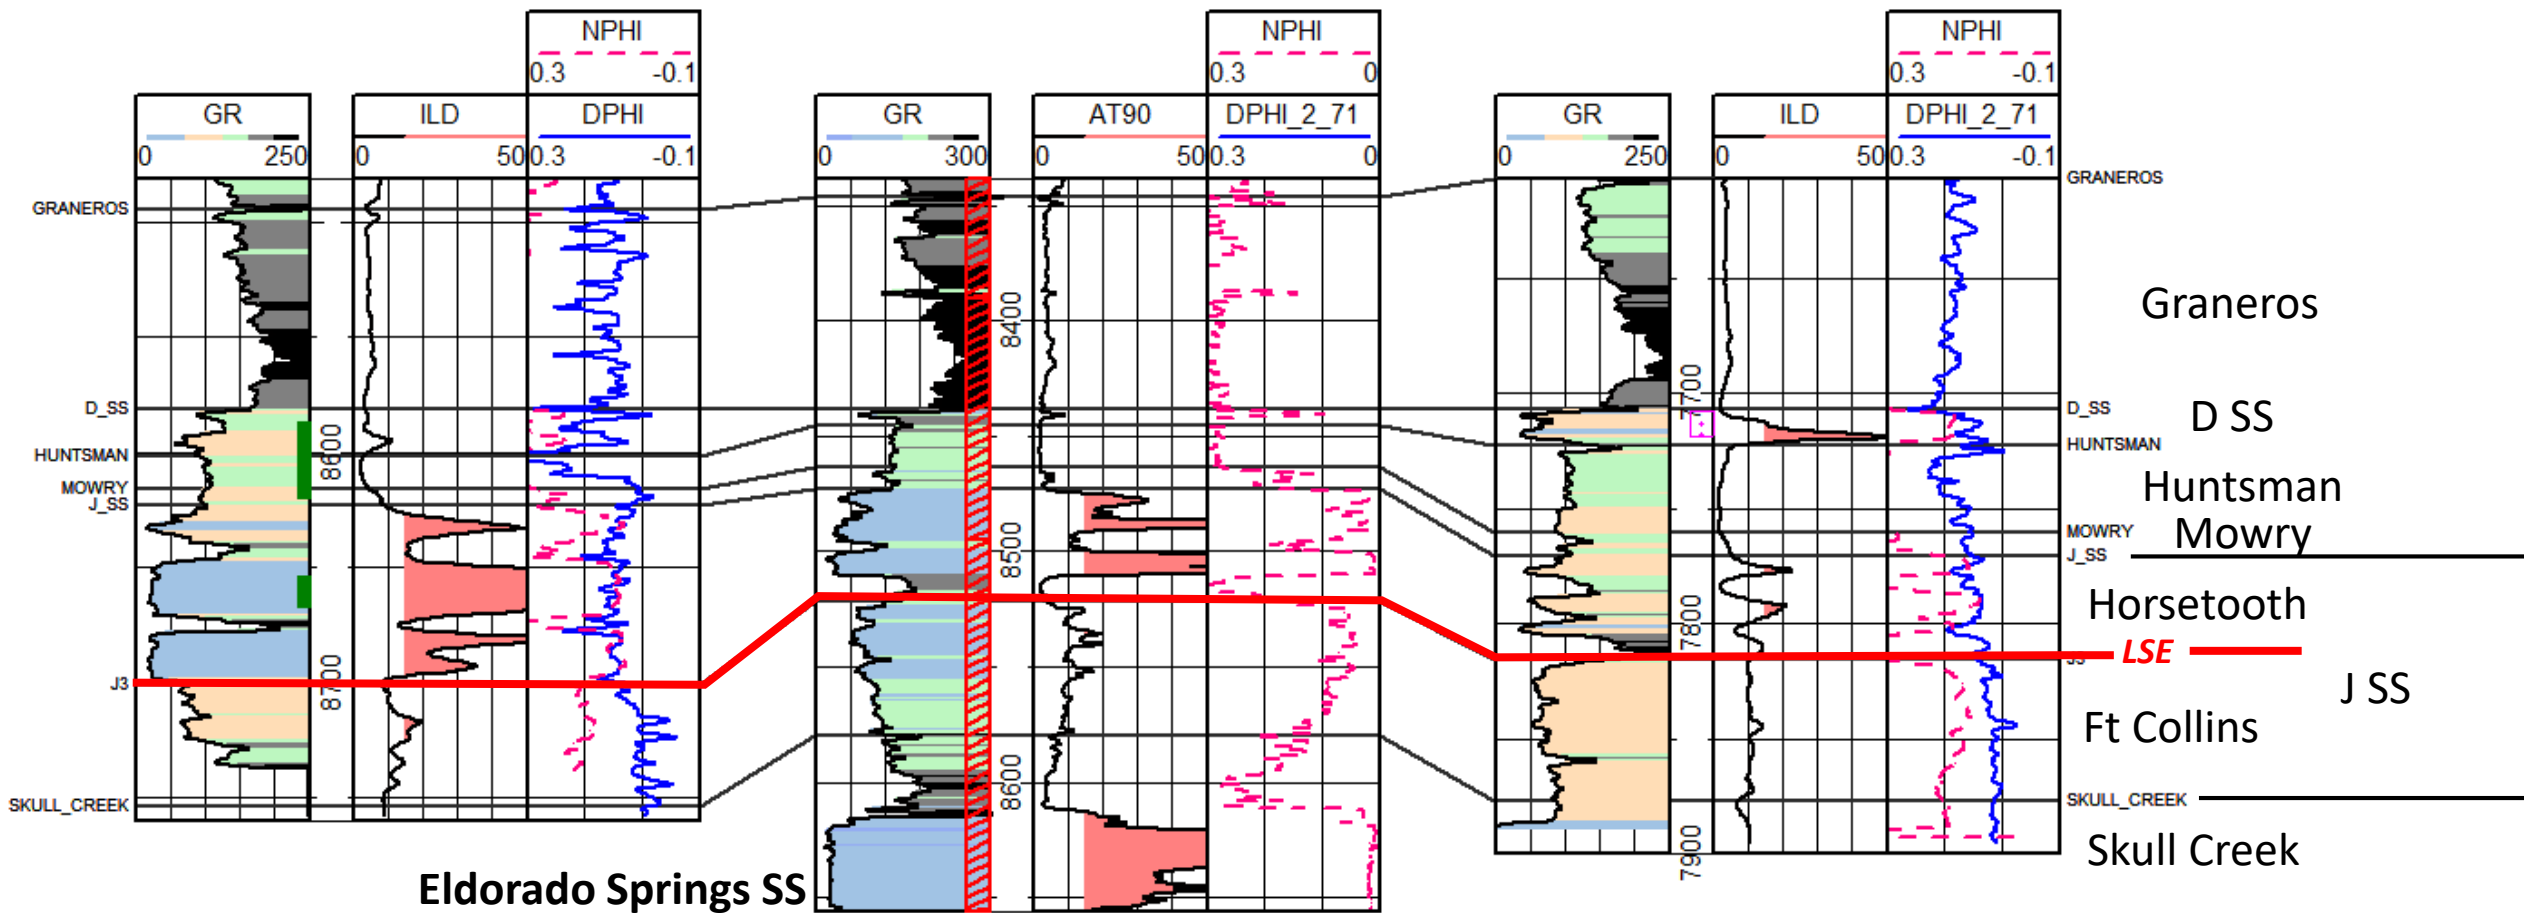 NPHI
0.3 -0.1
GR
0 250
ILD
0 50
DPHI
0.3 -0.1
GRANEROS
D_SS
HUNTSMAN
MOWRY
J_SS
J3
SKULL_CREEK
8600
8700
NPHI
0.3 0
GR
0 300
AT90
0 50
DPHI_2_71
0.3 0
8400
8500
8600
Eldorado Springs SS
NPHI
0.3 -0.1
GR
0 250
ILD
0 50
DPHI_2_71
0.3 -0.1
7700
7800
7900
GRANEROS
D_SS
HUNTSMAN
MOWRY
J_SS
J3
SKULL_CREEK
Graneros
D SS
Huntsman
Mowry
Horsetooth
LSE
J SS
Ft Collins
Skull Creek